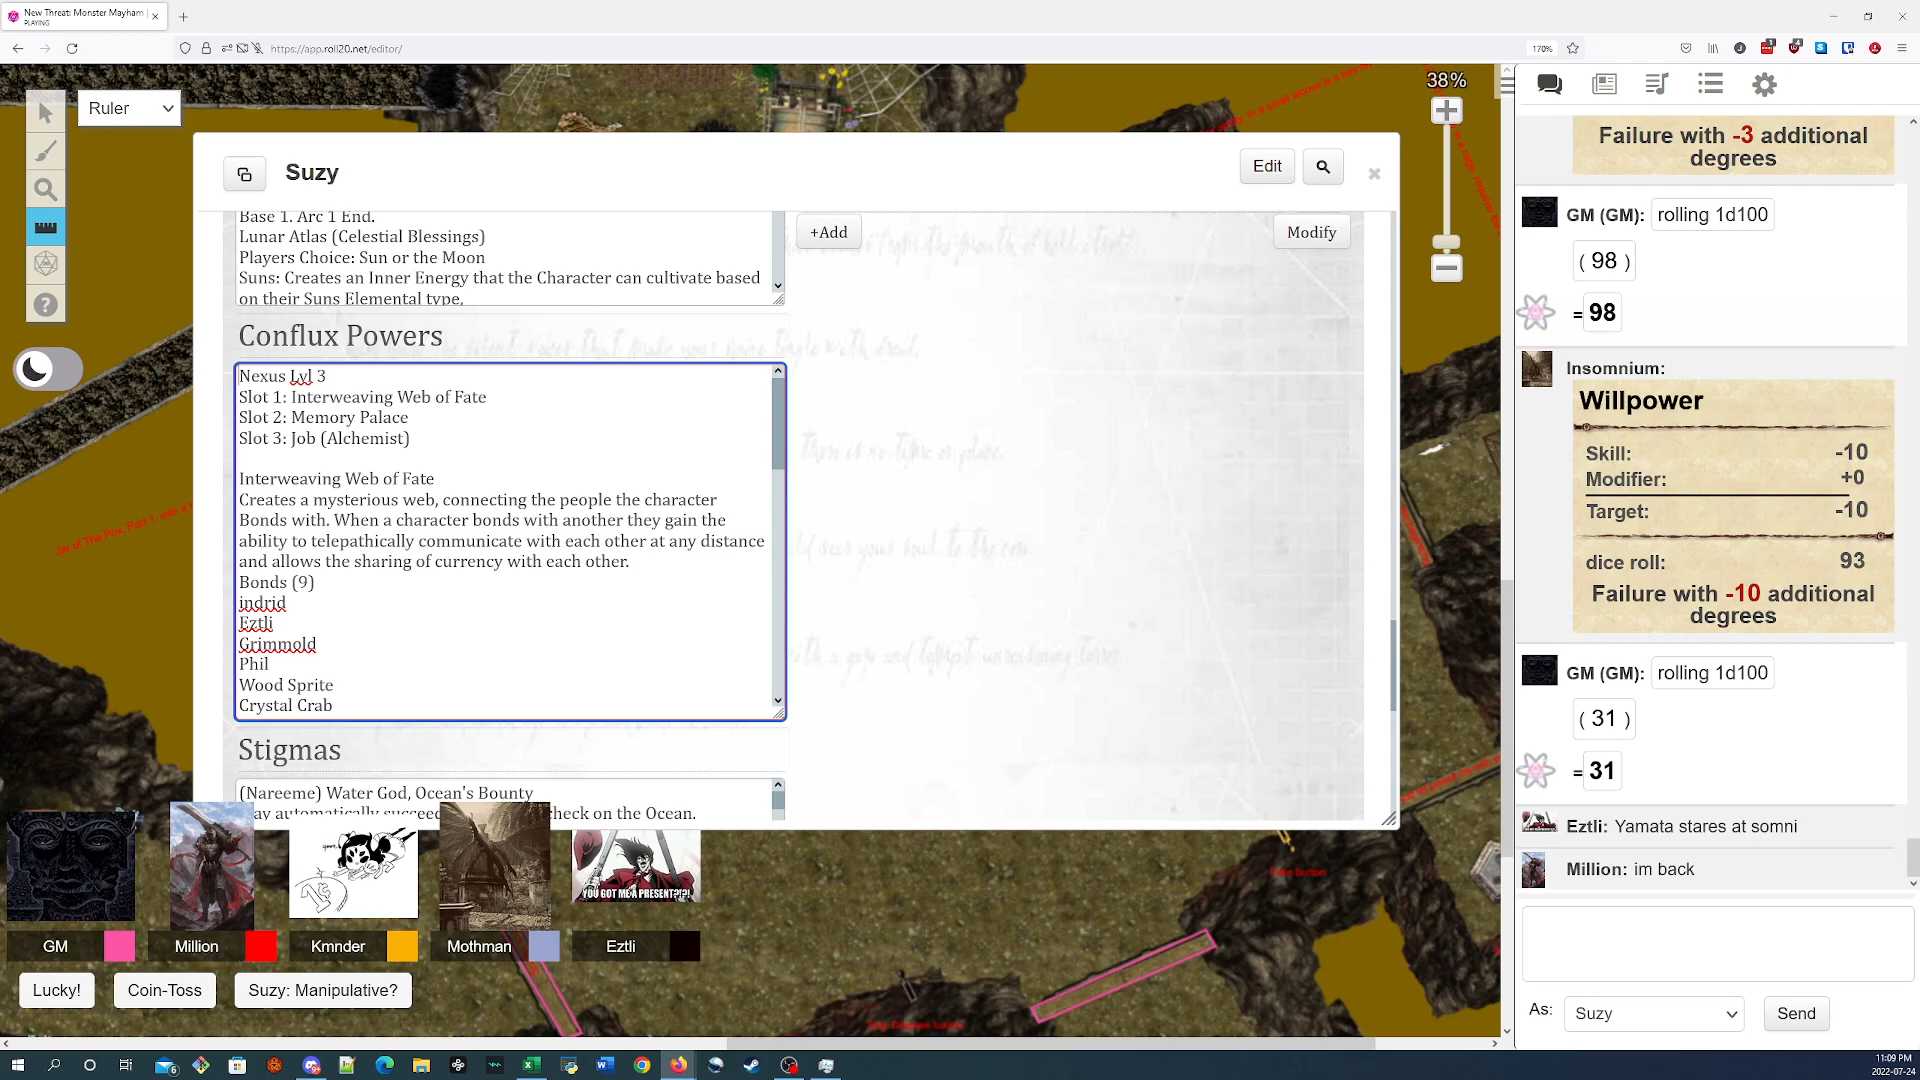 New Threat: Monster Mayham |
PLAYING
https://app.roll20.net/editor/
170%
Ruler
38%
Suzy
Edit
Base 1. Arc 1 End.
Lunar Atlas (Celestial Blessings)
Players Choice: Sun or the Moon
Suns: Creates an Inner Energy that the Character can cultivate based
on their Suns Elemental type,
+Add
Modify
Conflux Powers
Nexus Lvl 3
Slot 1: Interweaving Web of Fate
Slot 2: Memory Palace
Slot 3: Job (Alchemist)
Interweaving Web of Fate
Creates a mysterious web, connecting the people the character
Bonds with. When a character bonds with another they gain the
ability to telepathically communicate with each other at any distance
and allows the sharing of currency with each other.
Bonds (9)
indrid
Eztli
Grimmold
Phil
Wood Sprite
Crystal Crab
Stigmas
(Nareeme) Water God, Ocean's Bounty
check on the Ocean.
YOU GOT ME A PRESENT?!?!
GM
Million
Kmnder
Mothman
Eztli
Lucky!
Coin-Toss
Suzy: Manipulative?
Failure with -3 additional
degrees
GM (GM): rolling 1d100
( 98 )
= 98
Insomnium:
Willpower
Skill: -10
Modifier: +0
Target: -10
dice roll: 93
Failure with -10 additional
degrees
GM (GM): rolling 1d100
( 31 )
= 31
Eztli: Yamata stares at somni
Million: im back
As: Suzy
Send
11:09 PM
2022-07-24